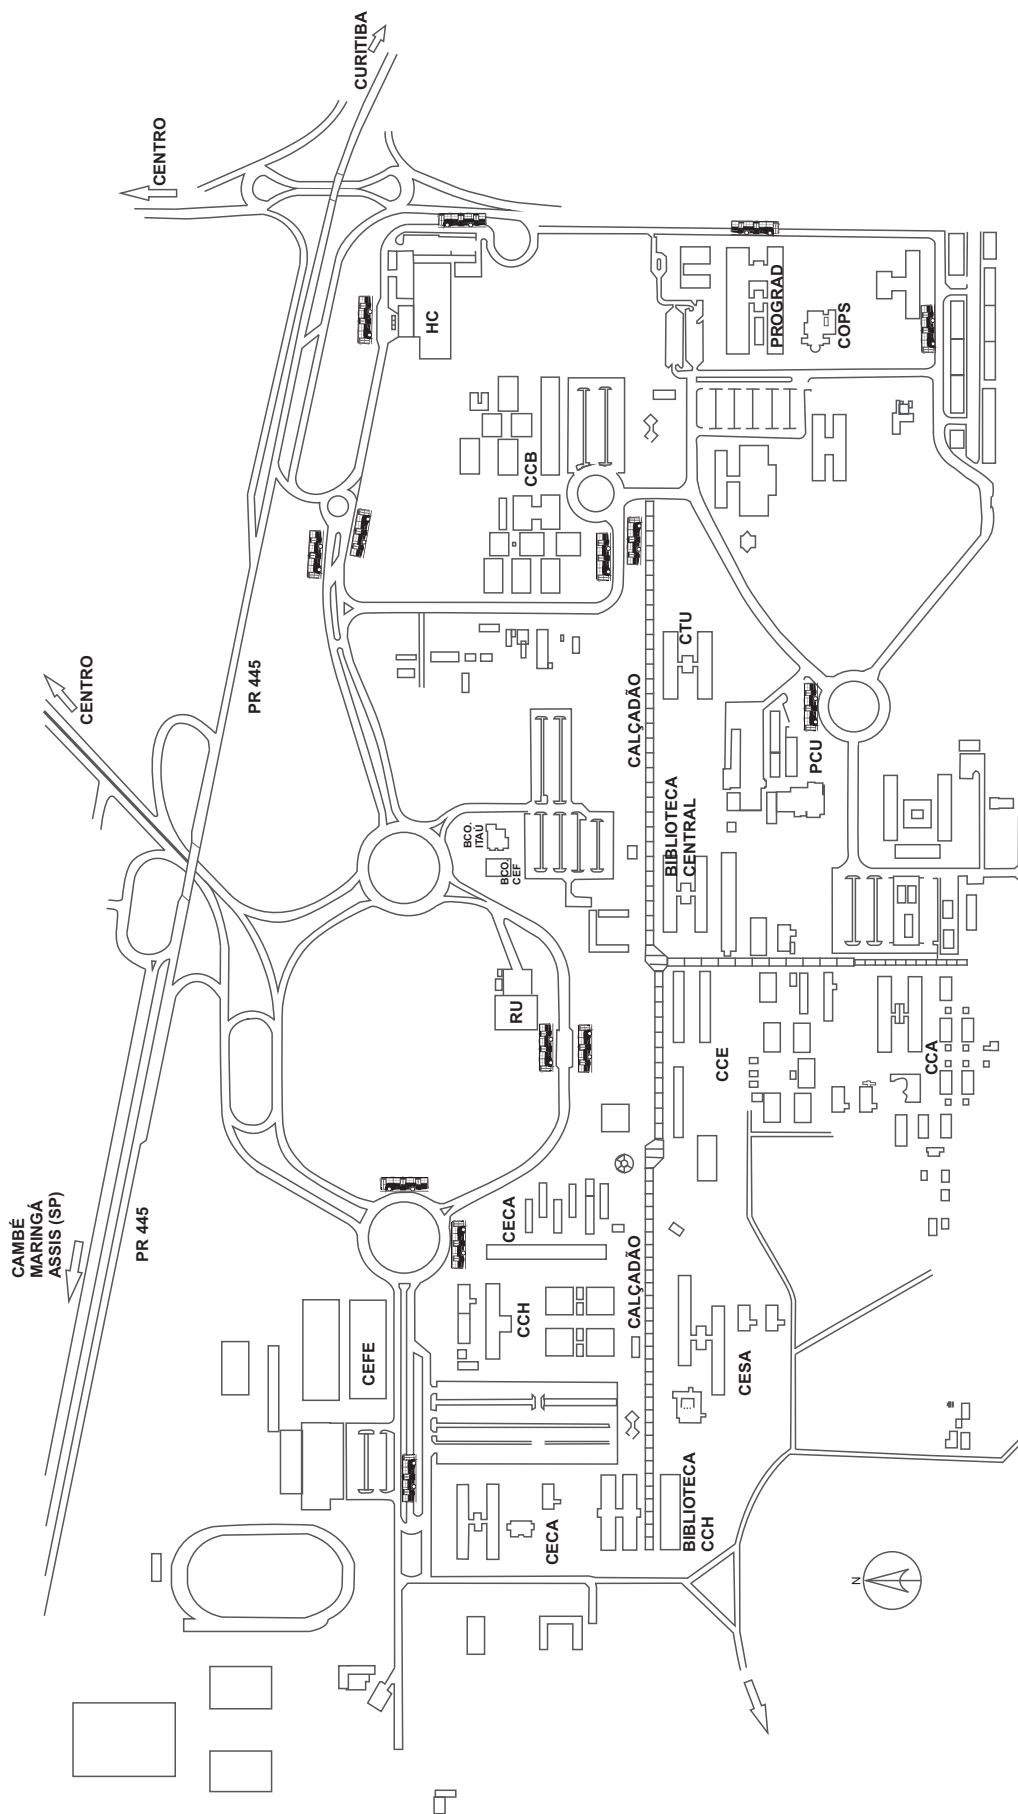 CURITIBA
CENTRO
HC
PROGRAD
COPS
CCB
PR 445
CENTRO
CTU
CALÇADÃO
PCU
BIBLIOTECA
CENTRAL
BCO.
ITAÚ
BCO.
CEF
RU
CCE
CCA
CAMBÉ
MARINGÁ
ASSIS (SP)
PR 445
CECA
CALÇADÃO
CCH
CEFE
CESA
BIBLIOTECA
CCH
CECA
N